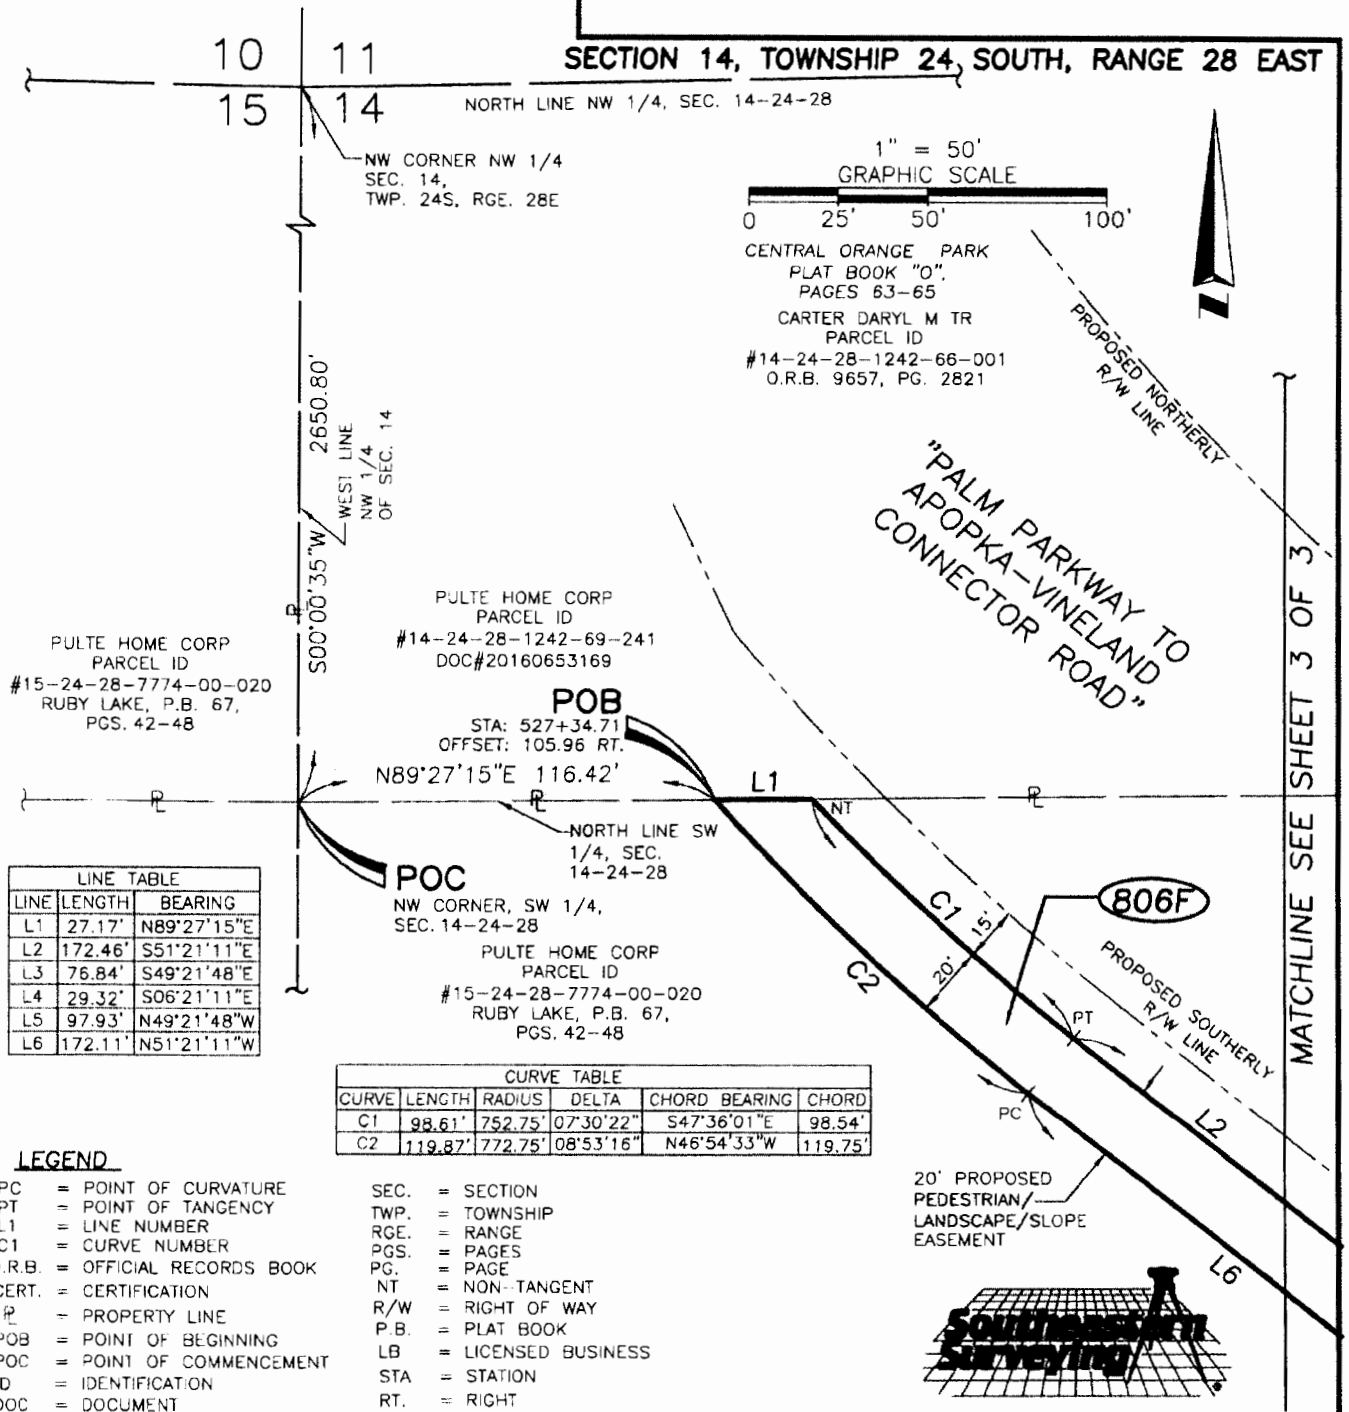 SECTION 14, TOWNSHIP 24, SOUTH, RANGE 28 EAST
10 11
15 14
NORTH LINE NW 1/4, SEC. 14-24-28
NW CORNER NW 1/4
SEC. 14,
TWP. 24S, RGE. 28E
1" = 50'
GRAPHIC SCALE
0 25' 50' 100'
CENTRAL ORANGE PARK
PLAT BOOK "O",
PAGES 63-65
CARTER DARYL M TR
PARCEL ID
#14-24-28-1242-66-001
O.R.B. 9657, PG. 2821
PROPOSED NORTHERLY
R/W LINE
S00°00'35"W 2650.80'
WEST LINE
NW 1/4
OF SEC. 14
"PALM PARKWAY TO
APOPKA-VINELAND
CONNECTOR ROAD"
MATCHLINE SEE SHEET 3 OF 3
PULTE HOME CORP
PARCEL ID
#14-24-28-1242-69-241
DOC#20160653169
PULTE HOME CORP
PARCEL ID
#15-24-28-7774-00-020
RUBY LAKE, P.B. 67,
PGS. 42-48
POB
STA: 527+34.71
OFFSET: 105.96 RT.
N89°27'15"E 116.42'
L1
NT
NORTH LINE SW
1/4, SEC.
14-24-28
POC
NW CORNER, SW 1/4,
SEC. 14-24-28
PULTE HOME CORP
PARCEL ID
#15-24-28-7774-00-020
RUBY LAKE, P.B. 67,
PGS. 42-48
LINE TABLE
LINE LENGTH BEARING
L1 27.17' N89°27'15"E
L2 172.46' S51°21'11"E
L3 76.84' S49°21'48"E
L4 29.32' S06°21'11"E
L5 97.93' N49°21'48"W
L6 172.11' N51°21'11"W
C1
15'
20'
C2
806F
PROPOSED SOUTHERLY
R/W LINE
PT
PC
L2
L6
CURVE TABLE
CURVE LENGTH RADIUS DELTA CHORD BEARING CHORD
C1 98.61' 752.75' 07°30'22" S47°36'01"E 98.54'
C2 119.87' 772.75' 08°53'16" N46°54'33"W 119.75'
20' PROPOSED
PEDESTRIAN/
LANDSCAPE/SLOPE
EASEMENT
LEGEND
PC = POINT OF CURVATURE
PT = POINT OF TANGENCY
L1 = LINE NUMBER
C1 = CURVE NUMBER
O.R.B. = OFFICIAL RECORDS BOOK
CERT. = CERTIFICATION
PL = PROPERTY LINE
POB = POINT OF BEGINNING
POC = POINT OF COMMENCEMENT
ID = IDENTIFICATION
DOC = DOCUMENT
SEC. = SECTION
TWP. = TOWNSHIP
RGE. = RANGE
PGS. = PAGES
PG. = PAGE
NT = NON-TANGENT
R/W = RIGHT OF WAY
P.B. = PLAT BOOK
LB = LICENSED BUSINESS
STA = STATION
RT. = RIGHT
Southeastern
Surveying